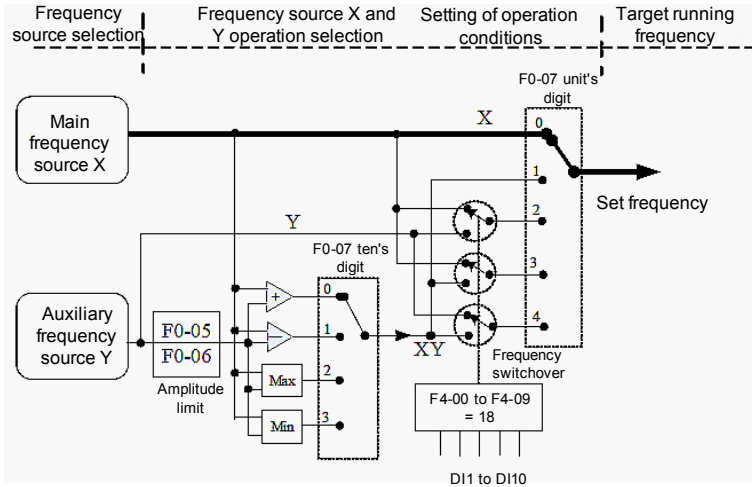 Frequency
source selection
Frequency source X and
Y operation selection
Setting of operation
conditions
Target running
frequency
F0-07 unit's
digit
Main
frequency
source X
X
0
1
2
3
4
Set frequency
Y
F0-07 ten's
digit
Auxiliary
frequency
source Y
F0-05
F0-06
Amplitude
limit
+
−
Max
Min
0
1
2
3
XY
Frequency
switchover
F4-00 to F4-09
= 18
DI1 to DI10